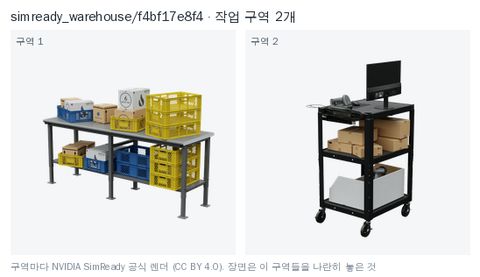 simready_warehouse/f4bf17e8f4 · 작업 구역 2개
구역 1
구역 2
구역마다 NVIDIA SimReady 공식 렌더 (CC BY 4.0). 장면은 이 구역들을 나란히 놓은 것